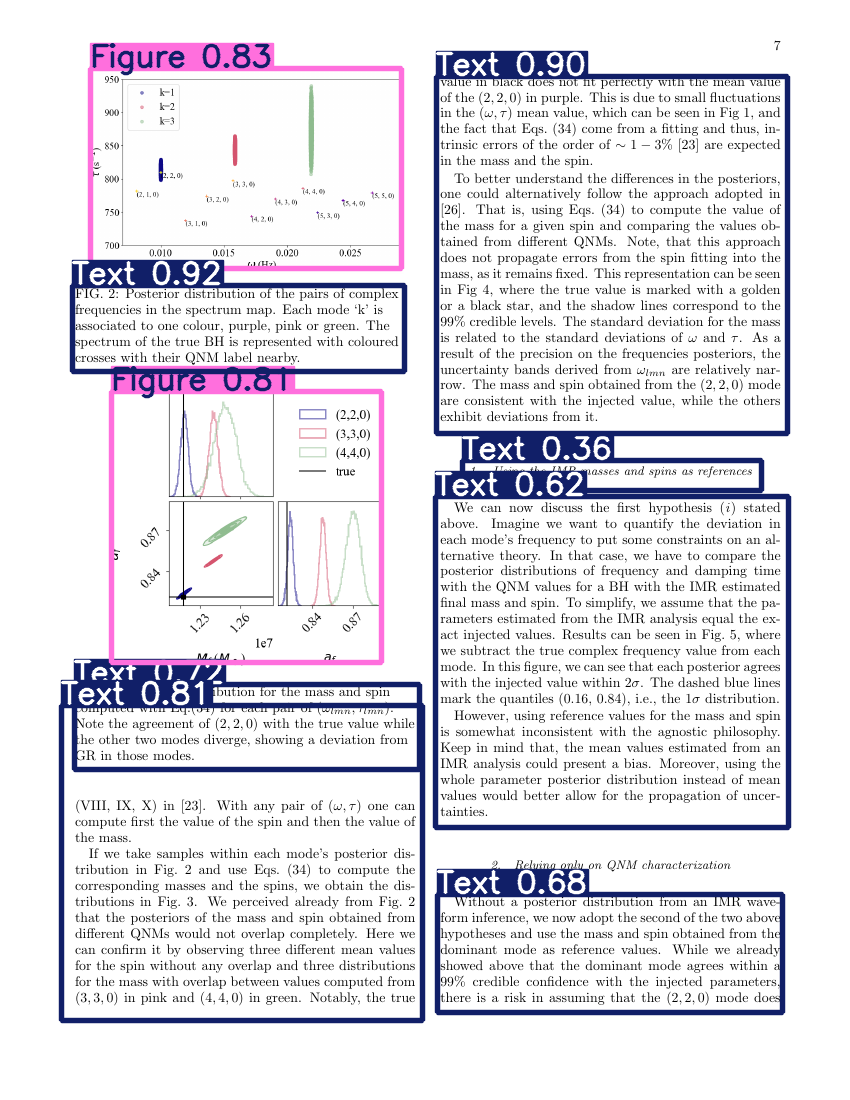 7
Figure 0.83
950
900
850
800
750
700
k=1
k=2
k=3
(2,2,0)
(2, 1, 0)
(3, 3, 0)
(3, 2, 0)
(4, 4, 0)
(4, 3, 0)
(5, 4, 0)
(5, 5, 0)
(3, 1, 0)
(4, 2, 0)
(5, 3, 0)
0.010
0.015
0.020
0.025
ω (Hz)
Text 0.92
FIG. 2: Posterior distribution of the pairs of complex
frequencies in the spectrum map. Each mode ‘k’ is
associated to one colour, purple, pink or green. The
spectrum of the true BH is represented with coloured
crosses with their QNM label nearby.
Figure 0.81
(2,2,0)
(3,3,0)
(4,4,0)
true
0.87
0.84
1.23
1.26
1e7
0.84
0.87
Text 0.72
Text 0.81
bution for the mass and spin
computed with Eq.(34) for each pair of (ωlmn, τlmn).
Note the agreement of (2, 2, 0) with the true value while
the other two modes diverge, showing a deviation from
GR in those modes.
(VIII, IX, X) in [23]. With any pair of (ω, τ) one can
compute first the value of the spin and then the value of
the mass.
If we take samples within each mode’s posterior dis-
tribution in Fig. 2 and use Eqs. (34) to compute the
corresponding masses and the spins, we obtain the dis-
tributions in Fig. 3. We perceived already from Fig. 2
that the posteriors of the mass and spin obtained from
different QNMs would not overlap completely. Here we
can confirm it by observing three different mean values
for the spin without any overlap and three distributions
for the mass with overlap between values computed from
(3, 3, 0) in pink and (4, 4, 0) in green. Notably, the true
Text 0.90
value in black does not fit perfectly with the mean value
of the (2, 2, 0) in purple. This is due to small fluctuations
in the (ω, τ) mean value, which can be seen in Fig 1, and
the fact that Eqs. (34) come from a fitting and thus, in-
trinsic errors of the order of ∼ 1 − 3% [23] are expected
in the mass and the spin.
To better understand the differences in the posteriors,
one could alternatively follow the approach adopted in
[26]. That is, using Eqs. (34) to compute the value of
the mass for a given spin and comparing the values ob-
tained from different QNMs. Note, that this approach
does not propagate errors from the spin fitting into the
mass, as it remains fixed. This representation can be seen
in Fig 4, where the true value is marked with a golden
or a black star, and the shadow lines correspond to the
99% credible levels. The standard deviation for the mass
is related to the standard deviations of ω and τ. As a
result of the precision on the frequencies posteriors, the
uncertainty bands derived from ωlmn are relatively nar-
row. The mass and spin obtained from the (2, 2, 0) mode
are consistent with the injected value, while the others
exhibit deviations from it.
Text 0.36
1. Using the IMR masses and spins as references
Text 0.62
We can now discuss the first hypothesis (i) stated
above. Imagine we want to quantify the deviation in
each mode’s frequency to put some constraints on an al-
ternative theory. In that case, we have to compare the
posterior distributions of frequency and damping time
with the QNM values for a BH with the IMR estimated
final mass and spin. To simplify, we assume that the pa-
rameters estimated from the IMR analysis equal the ex-
act injected values. Results can be seen in Fig. 5, where
we subtract the true complex frequency value from each
mode. In this figure, we can see that each posterior agrees
with the injected value within 2σ. The dashed blue lines
mark the quantiles (0.16, 0.84), i.e., the 1σ distribution.
However, using reference values for the mass and spin
is somewhat inconsistent with the agnostic philosophy.
Keep in mind that, the mean values estimated from an
IMR analysis could present a bias. Moreover, using the
whole parameter posterior distribution instead of mean
values would better allow for the propagation of uncer-
tainties.
2. Relying only on QNM characterization
Text 0.68
Without a posterior distribution from an IMR wave-
form inference, we now adopt the second of the two above
hypotheses and use the mass and spin obtained from the
dominant mode as reference values. While we already
showed above that the dominant mode agrees within a
99% credible confidence with the injected parameters,
there is a risk in assuming that the (2, 2, 0) mode does